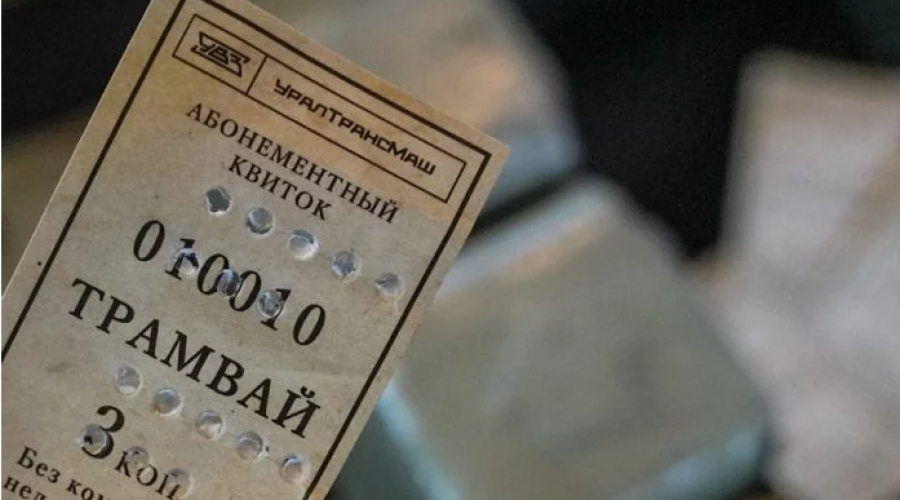 УВЗ
УРАЛТРАНСМАШ
АБОНЕМЕНТНЫЙ
КВИТОК
010010
ТРАМВАЙ
3 КОП
Без